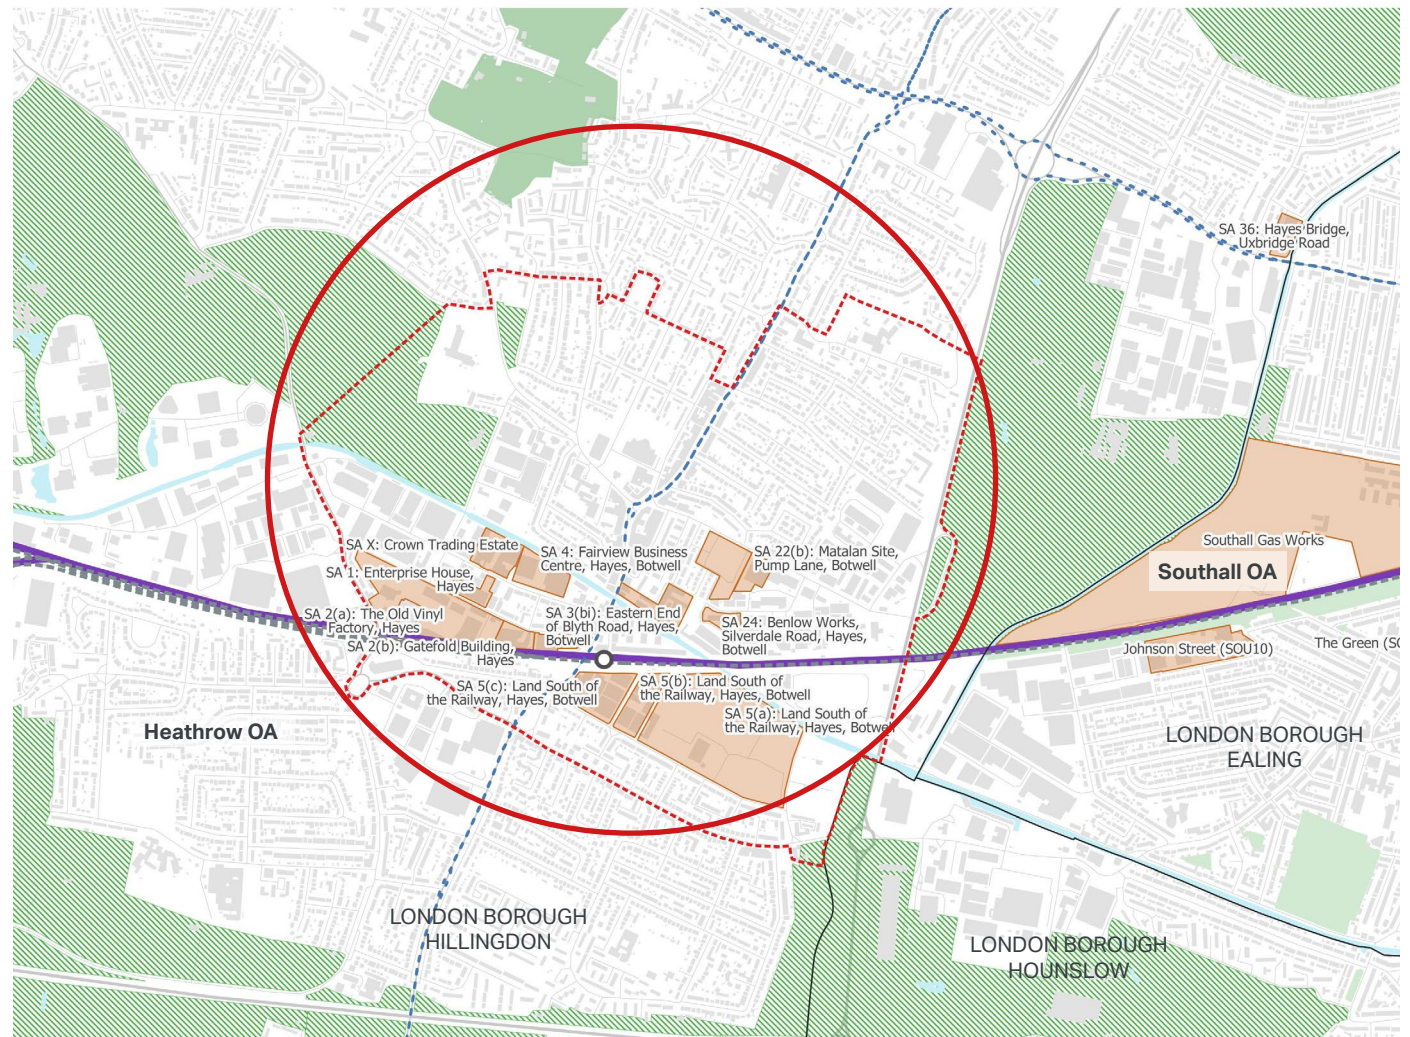 SA 36: Hayes Bridge,
Uxbridge Road
SA X: Crown Trading Estate
SA 4: Fairview Business
Centre, Hayes, Botwell
SA 22(b): Matalan Site,
Pump Lane, Botwell
Southall Gas Works
Southall OA
SA 1: Enterprise House,
Hayes
SA 2(a): The Old Vinyl
Factory, Hayes
SA 3(bi): Eastern End
of Blyth Road, Hayes,
Botwell
SA 24: Benlow Works,
Silverdale Road, Hayes,
Botwell
SA 2(b): Gatefold Building,
Hayes
Johnson Street (SOU10)
The Green (SO
SA 5(c): Land South of
the Railway, Hayes, Botwell
SA 5(b): Land South of
the Railway, Hayes, Botwell
SA 5(a): Land South of
the Railway, Hayes, Botwell
Heathrow OA
LONDON BOROUGH
EALING
LONDON BOROUGH
HILLINGDON
LONDON BOROUGH
HOUNSLOW